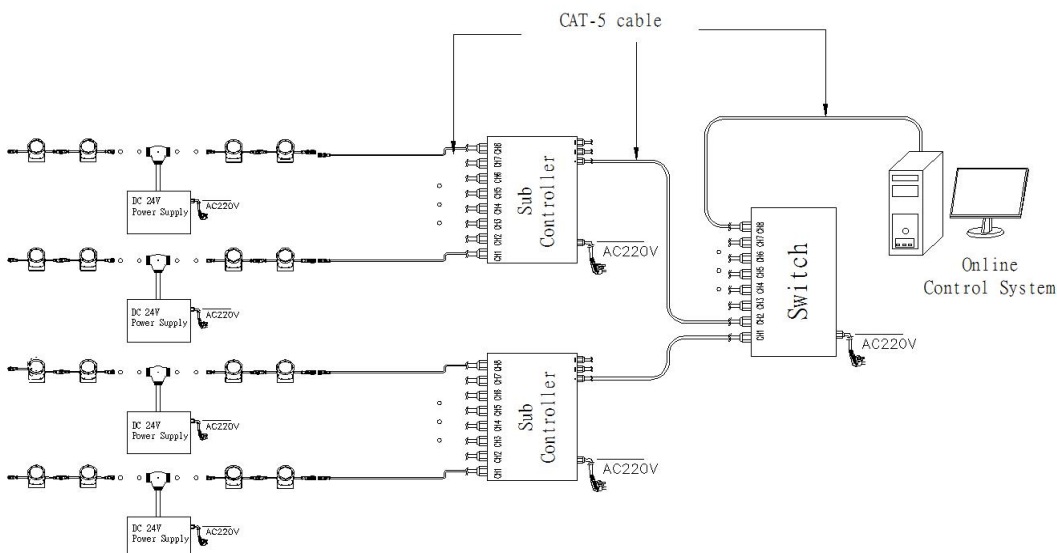 CAT-5 cable
CH8
CH7
CH6
CH5
CH4
CH3
CH2
CH1
Sub
Controller
AC220V
DC 24V
Power Supply
AC220V
DC 24V
Power Supply
AC220V
CH8
CH7
CH6
CH5
CH4
CH3
CH2
CH1
Switch
AC220V
Online
Control System
CH8
CH7
CH6
CH5
CH4
CH3
CH2
CH1
Sub
Controller
AC220V
DC 24V
Power Supply
AC220V
DC 24V
Power Supply
AC220V